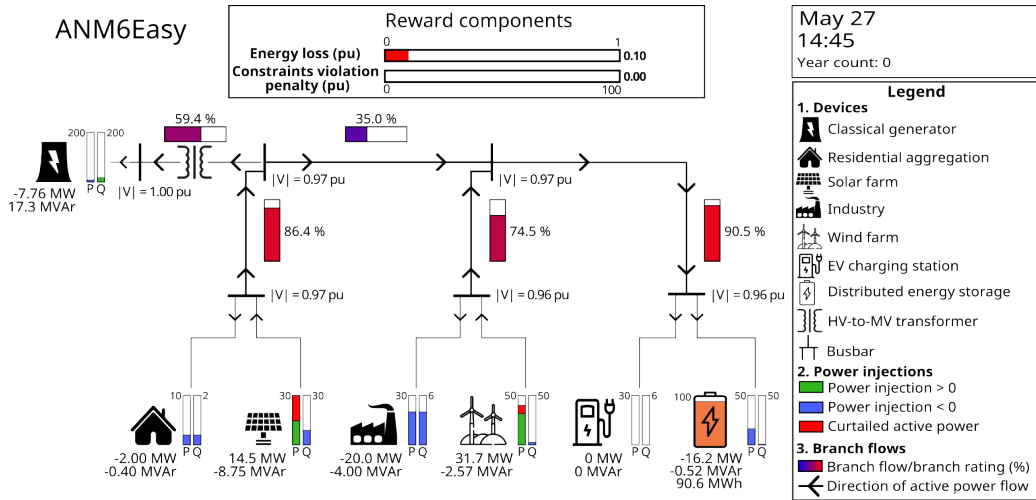 ANM6Easy
Reward components
0 1
Energy loss (pu) 0.10
Constraints violation
penalty (pu) 0.00
0 100
May 27
14:45
Year count: 0
59.4 %
35.0 %
200 200
P Q
-7.76 MW
17.3 MVAr
|V| = 1.00 pu
|V| = 0.97 pu
|V| = 0.97 pu
86.4 %
74.5 %
90.5 %
|V| = 0.97 pu
|V| = 0.96 pu
|V| = 0.96 pu
10 2
P Q
-2.00 MW
-0.40 MVAr
30 30
P Q
14.5 MW
-8.75 MVAr
30 6
P Q
-20.0 MW
-4.00 MVAr
50 50
P Q
31.7 MW
-2.57 MVAr
30 6
P Q
0 MW
0 MVAr
100
50 50
P Q
-16.2 MW
-0.52 MVAr
90.6 MWh
Legend
1. Devices
Classical generator
Residential aggregation
Solar farm
Industry
Wind farm
EV charging station
Distributed energy storage
HV-to-MV transformer
Busbar
2. Power injections
Power injection > 0
Power injection < 0
Curtailed active power
3. Branch flows
Branch flow/branch rating (%)
Direction of active power flow